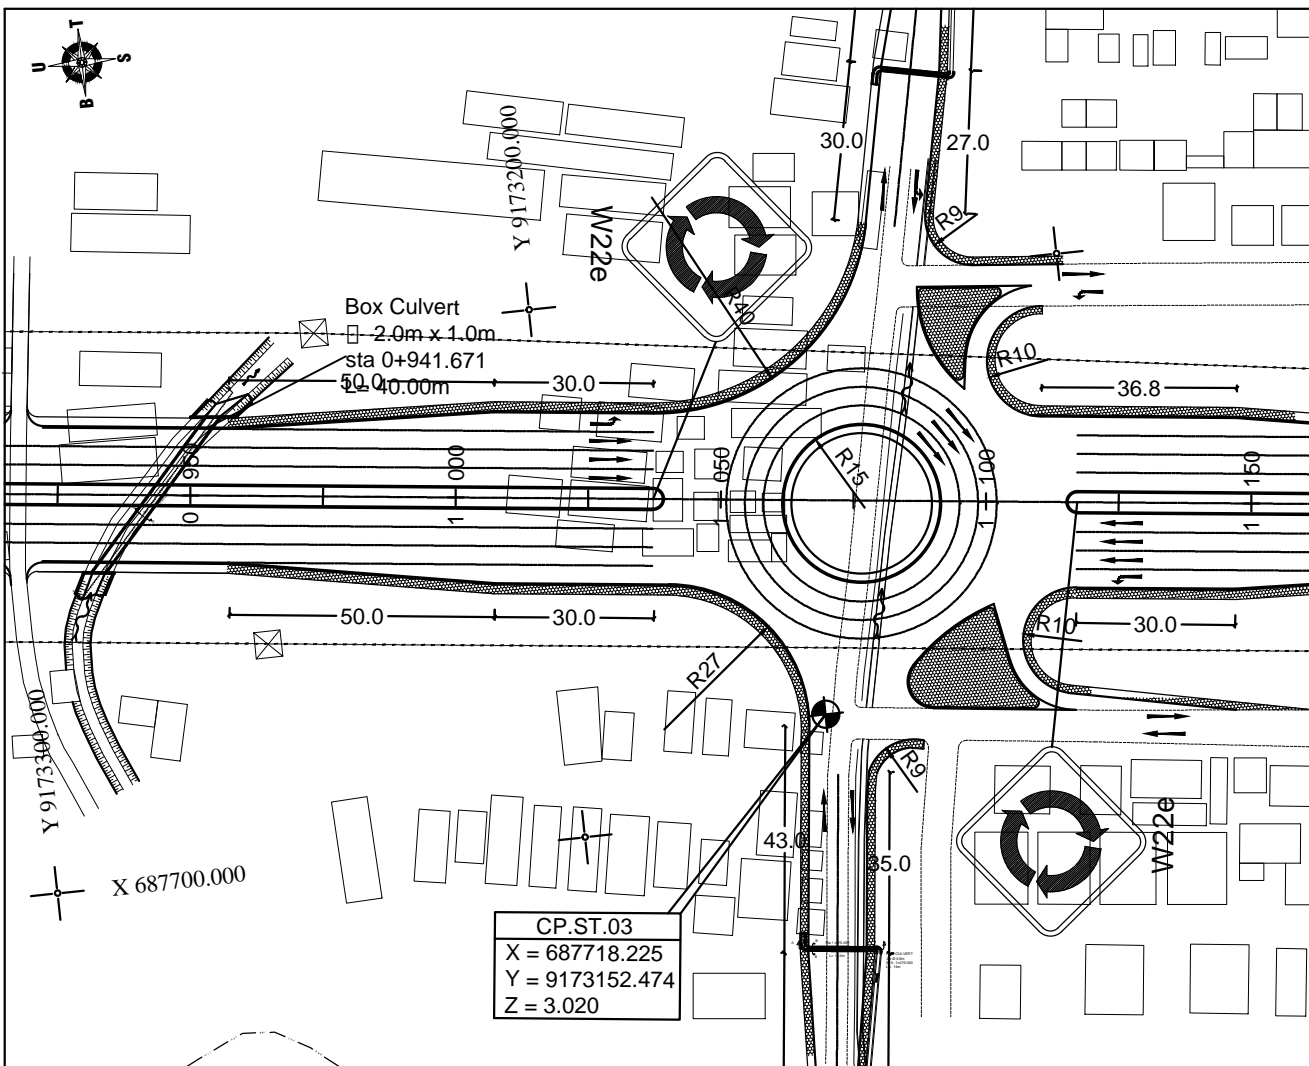 T
U
S
B
Y 9173200.000
W22e
30.0
27.0
R9
R40
Box Culvert
2.0m x 1.0m
sta 0+941.671
L= 40.00m
50.0
30.0
R10
36.8
950
0
000
1
050
1
R15
100
1
150
1
50.0
30.0
R10
30.0
R27
R9
Y 9173300.000
X 687700.000
43.0
35.0
W22e
CP.ST.03
X = 687718.225
Y = 9173152.474
Z = 3.020